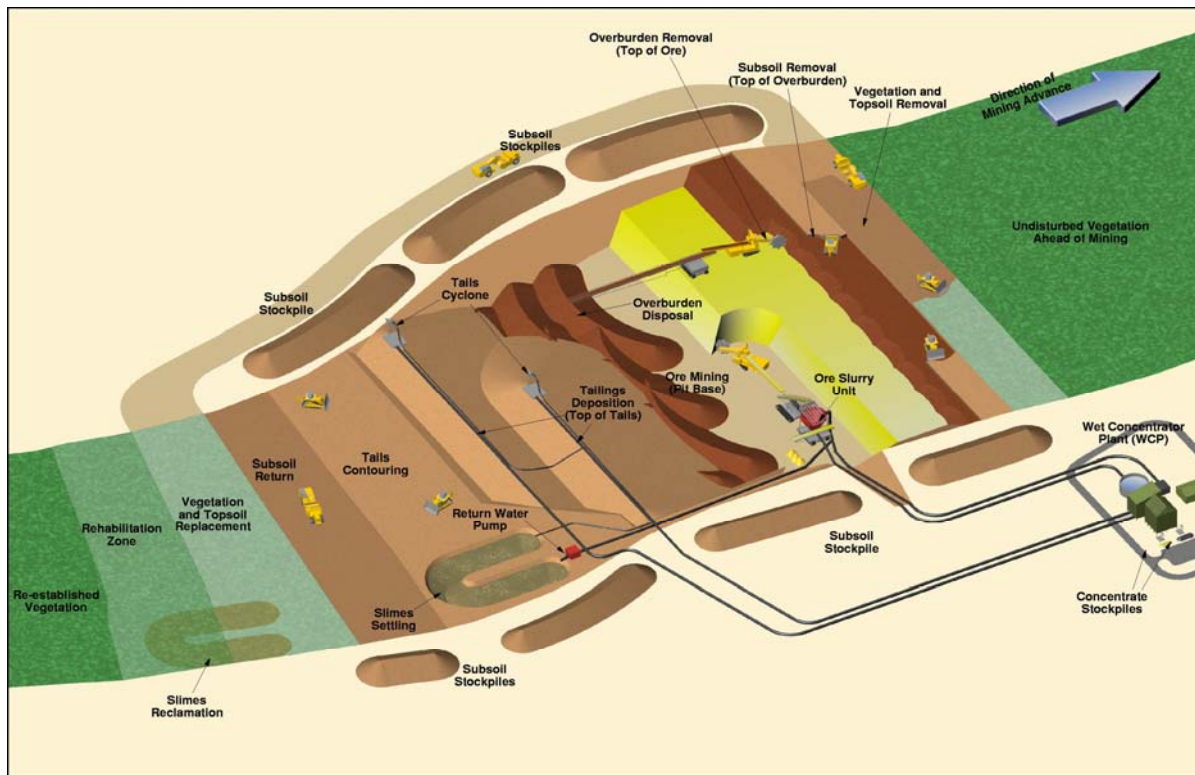 Overburden Removal
(Top of Ore)
Subsoil Removal
(Top of Overburden)
Vegetation and
Topsoil Removal
Direction of
Mining Advance
Subsoil
Stockpiles
Undisturbed Vegetation
Ahead of Mining
Tails
Cyclone
Subsoil
Stockpile
Overburden
Disposal
Ore Mining
(Pit Base)
Ore Slurry
Unit
Tailings
Deposition
(Top of Tails)
Wet Concentrator
Plant (WCP)
Tails
Contouring
Subsoil
Return
Vegetation
and Topsoil
Replacement
Rehabilitation
Zone
Return Water
Pump
Subsoil
Stockpile
Re-established
Vegetation
Concentrate
Stockpiles
Slimes
Settling
Subsoil
Stockpiles
Slimes
Reclamation